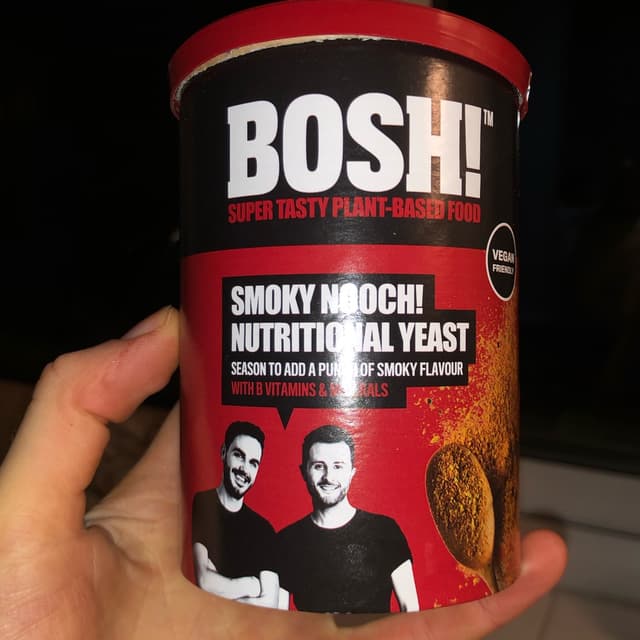 BOSH!™
SUPER TASTY PLANT-BASED FOOD
VEGAN
FRIENDLY
SMOKY NOOCH!
NUTRITIONAL YEAST
SEASON TO ADD A PUNCH OF SMOKY FLAVOUR
WITH B VITAMINS & MINERALS